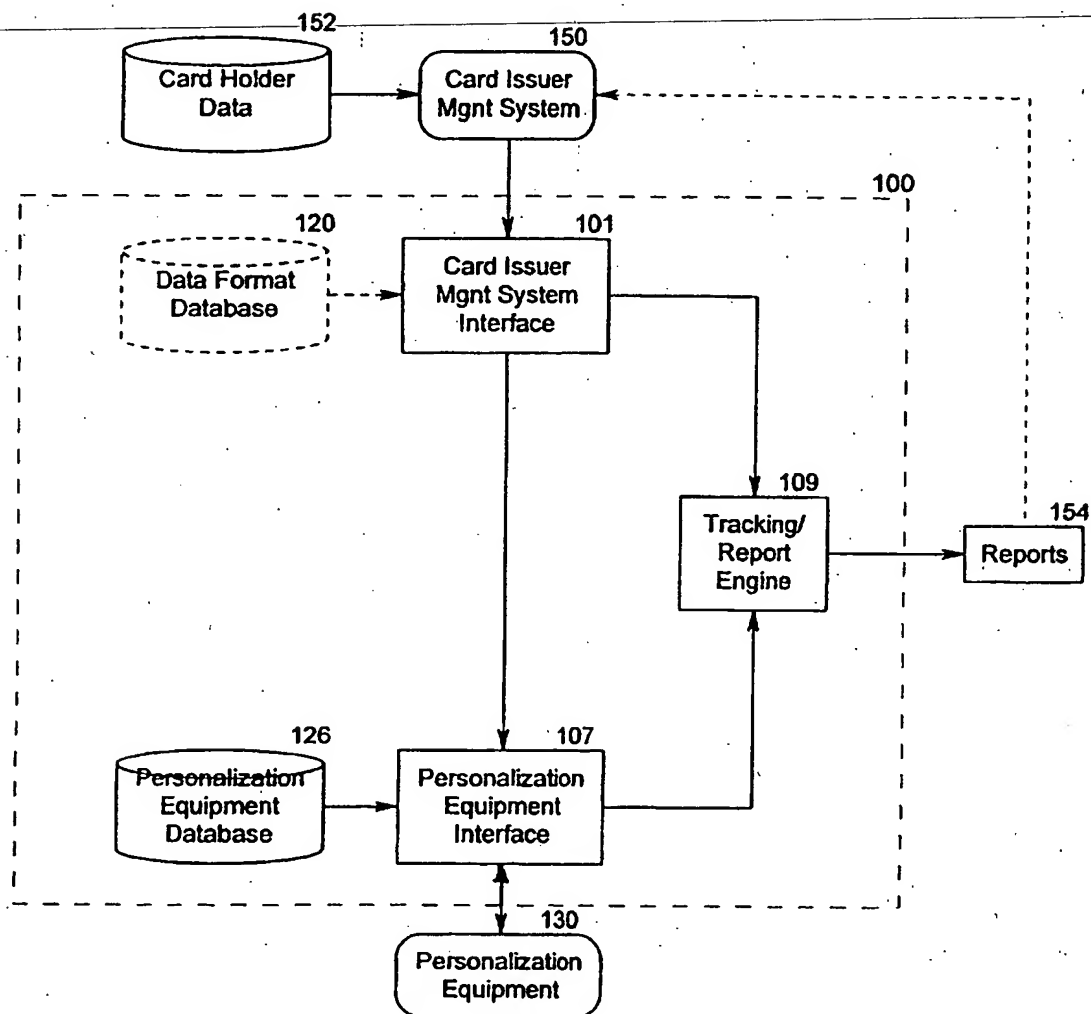 152
150
Card Holder
Data
Card Issuer
Mgnt System
100
120
101
Data Format
Database
Card Issuer
Mgnt System
Interface
109
154
Tracking/
Report
Engine
Reports
126
107
Personalization
Equipment
Database
Personalization
Equipment
Interface
130
Personalization
Equipment